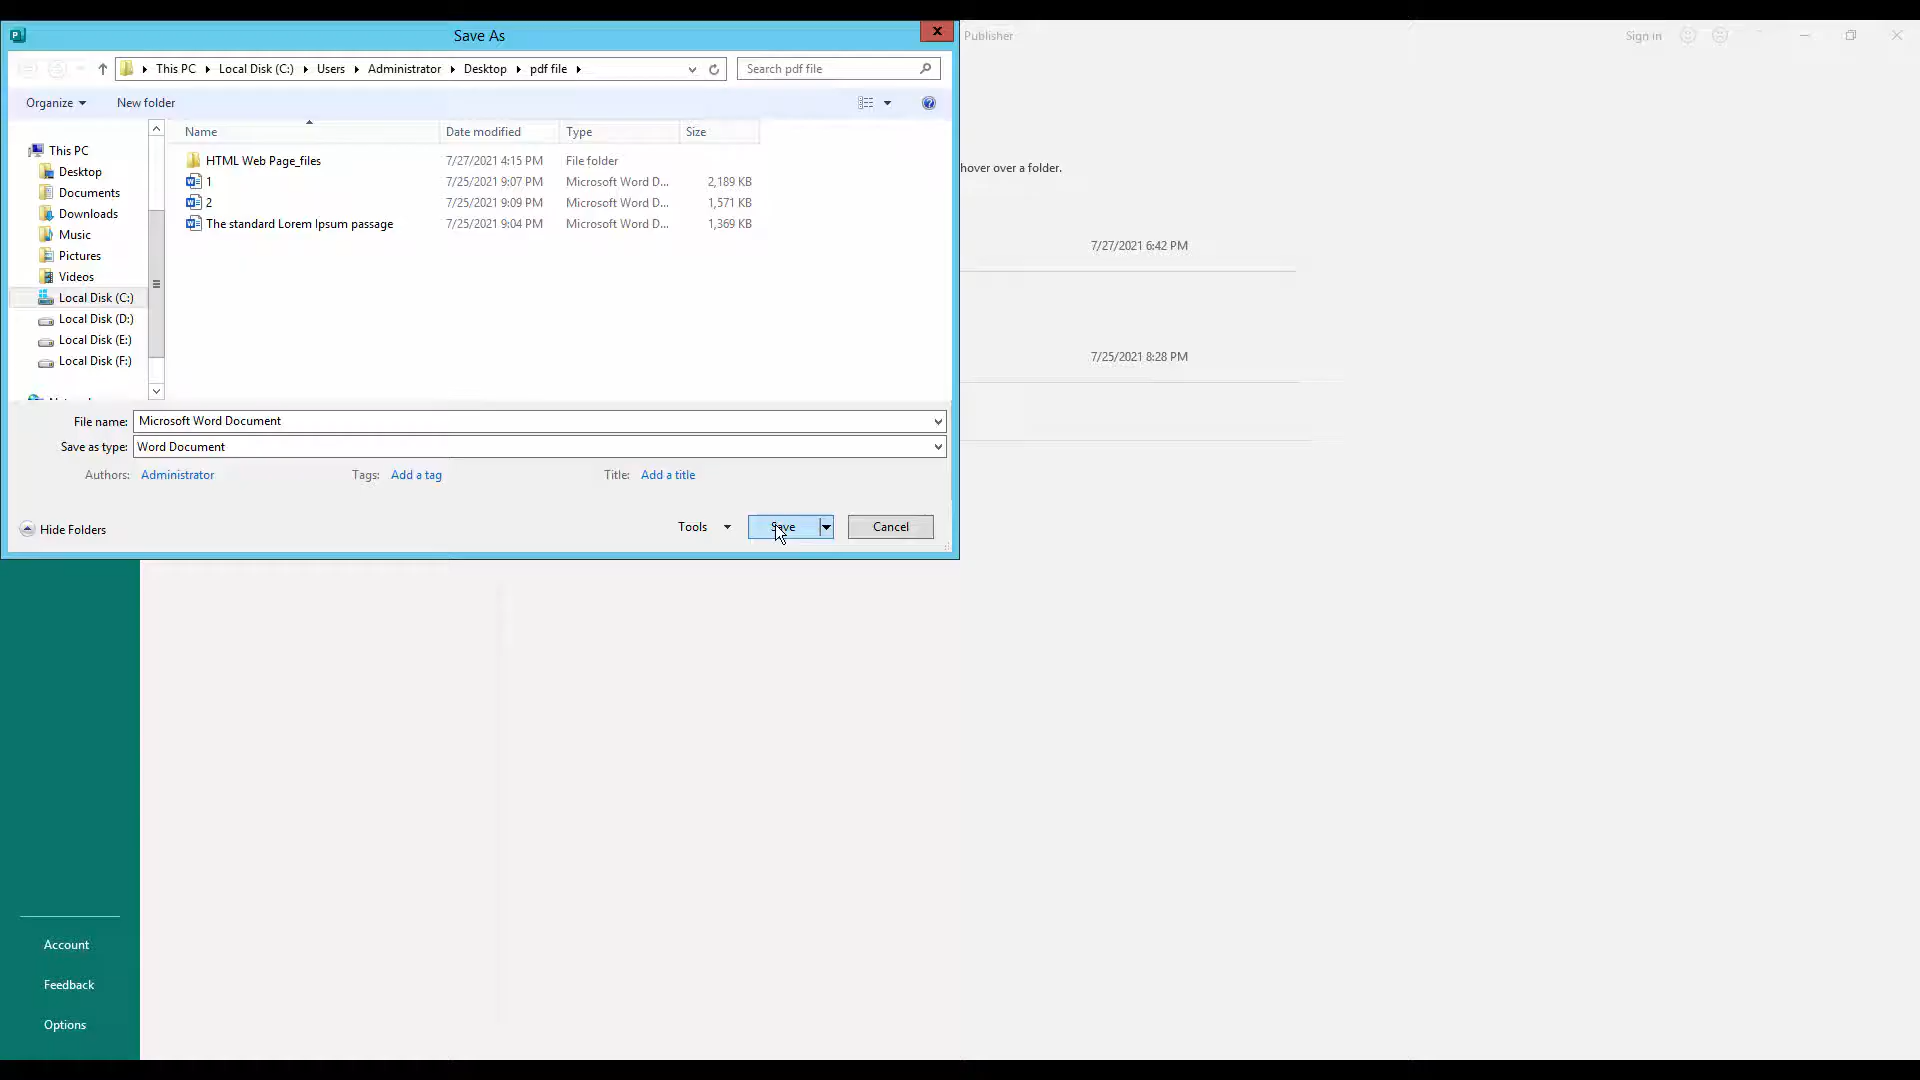 Save As
Publisher
Sign in
This PC Local Disk (C:) Users Administrator Desktop pdf file
Search pdf file
Organize
New folder
Name Date modified Type Size
This PC
Desktop
Documents
Downloads
Music
Pictures
Videos
Local Disk (C:)
Local Disk (D:)
Local Disk (E:)
Local Disk (F:)
HTML Web Page_files 7/27/2021 4:15 PM File folder
1 7/25/2021 9:07 PM Microsoft Word D... 2,189 KB
2 7/25/2021 9:09 PM Microsoft Word D... 1,571 KB
The standard Lorem Ipsum passage 7/25/2021 9:04 PM Microsoft Word D... 1,369 KB
hover over a folder.
7/27/2021 6:42 PM
7/25/2021 8:28 PM
File name: Microsoft Word Document
Save as type: Word Document
Authors: Administrator Tags: Add a tag Title: Add a title
Hide Folders Tools Save Cancel
Account
Feedback
Options